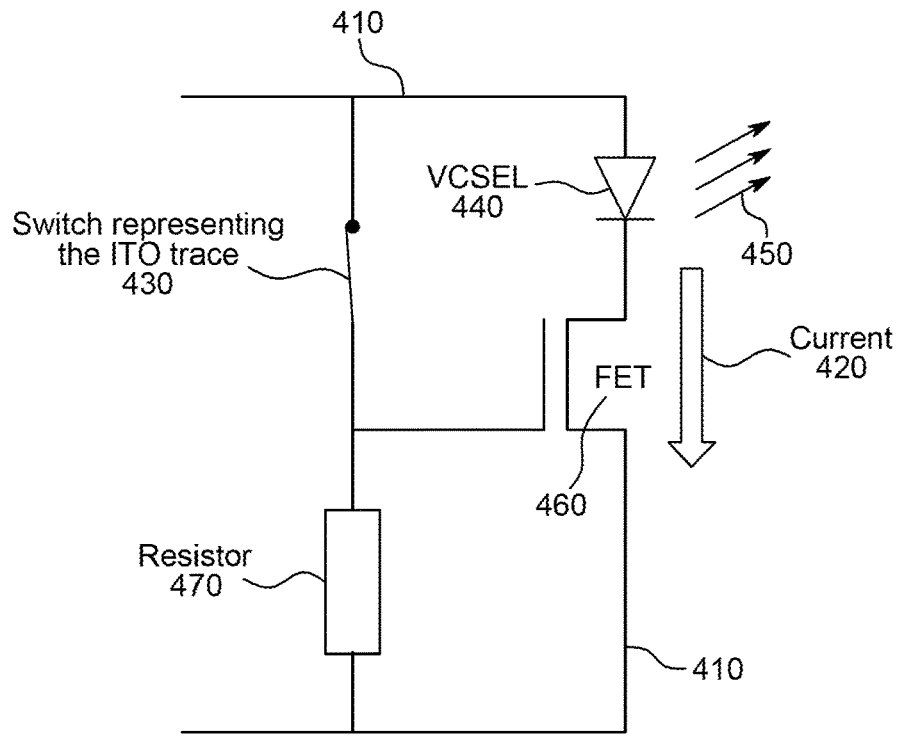 410
VCSEL
440
450
Switch representing
the ITO trace
430
Current
420
FET
460
Resistor
470
410